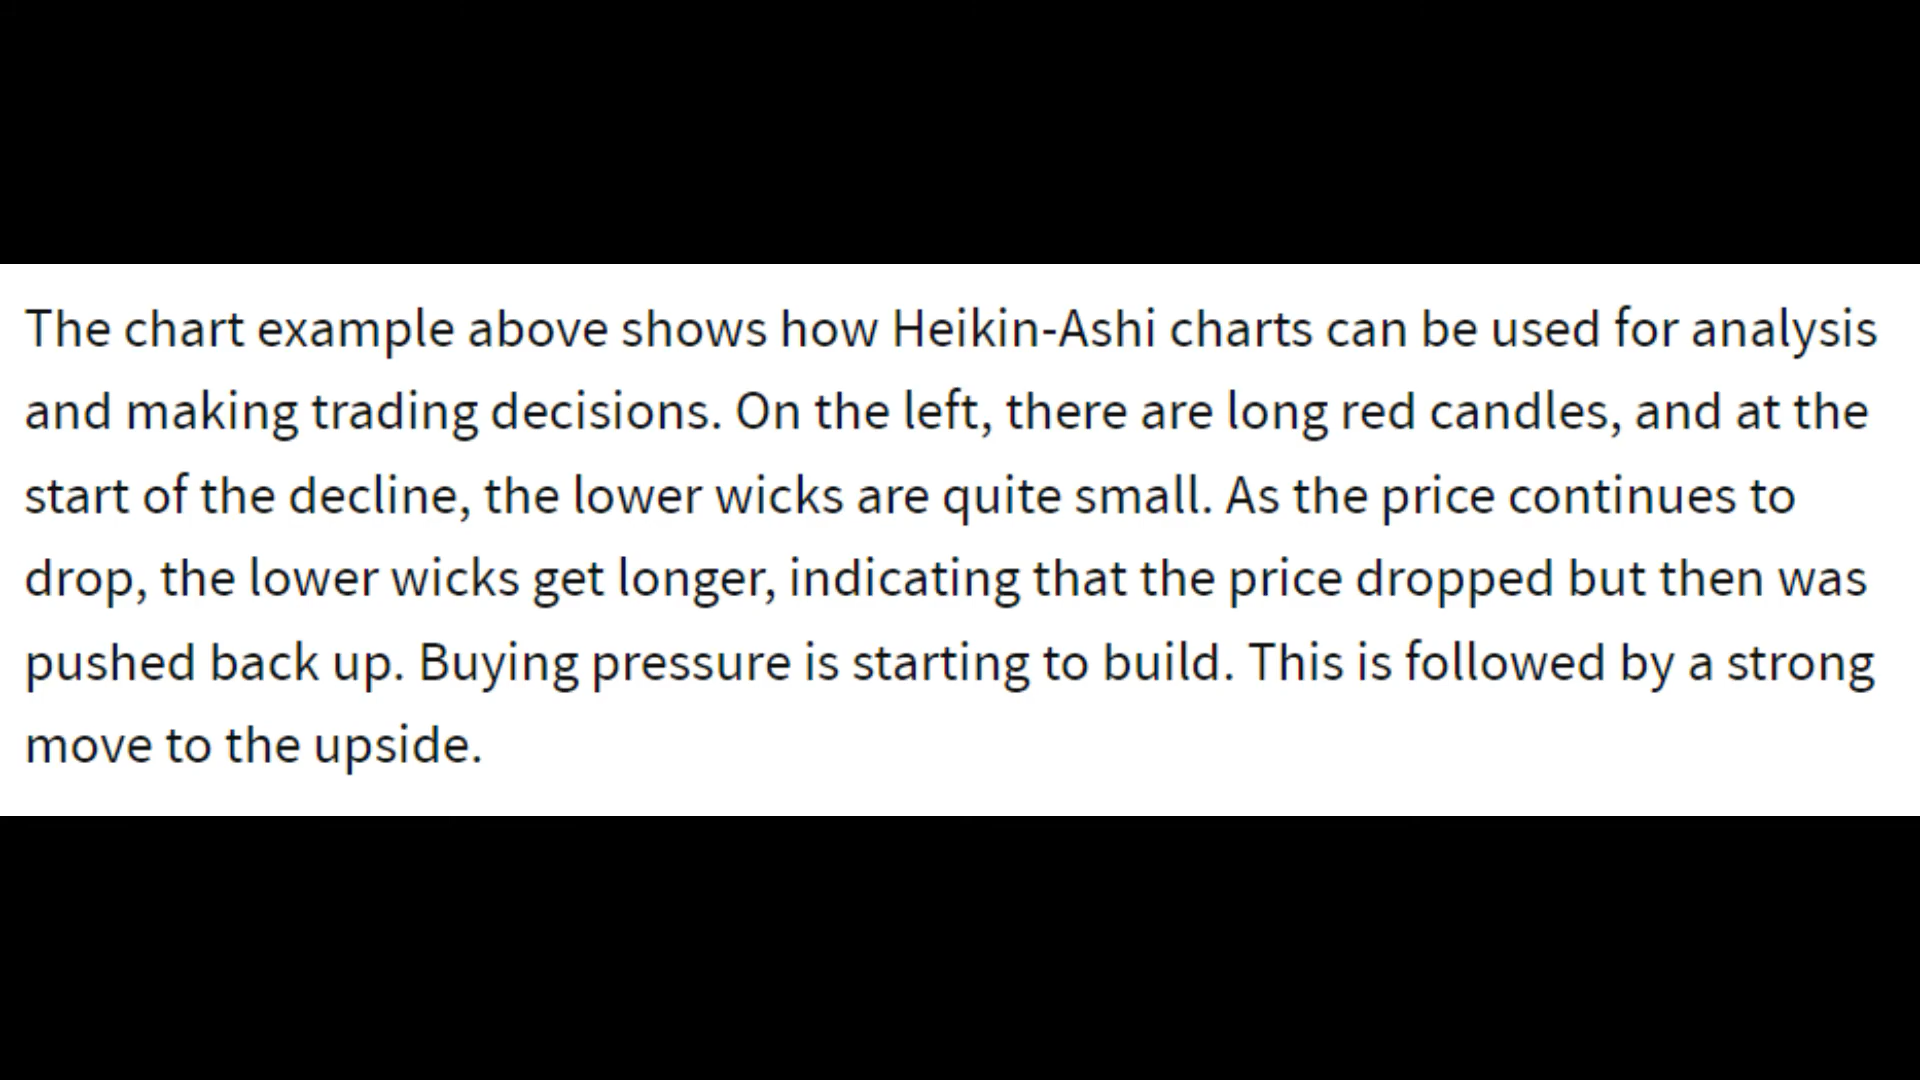 The chart example above shows how Heikin-Ashi charts can be used for analysis
and making trading decisions. On the left, there are long red candles, and at the
start of the decline, the lower wicks are quite small. As the price continues to
drop, the lower wicks get longer, indicating that the price dropped but then was
pushed back up. Buying pressure is starting to build. This is followed by a strong
move to the upside.